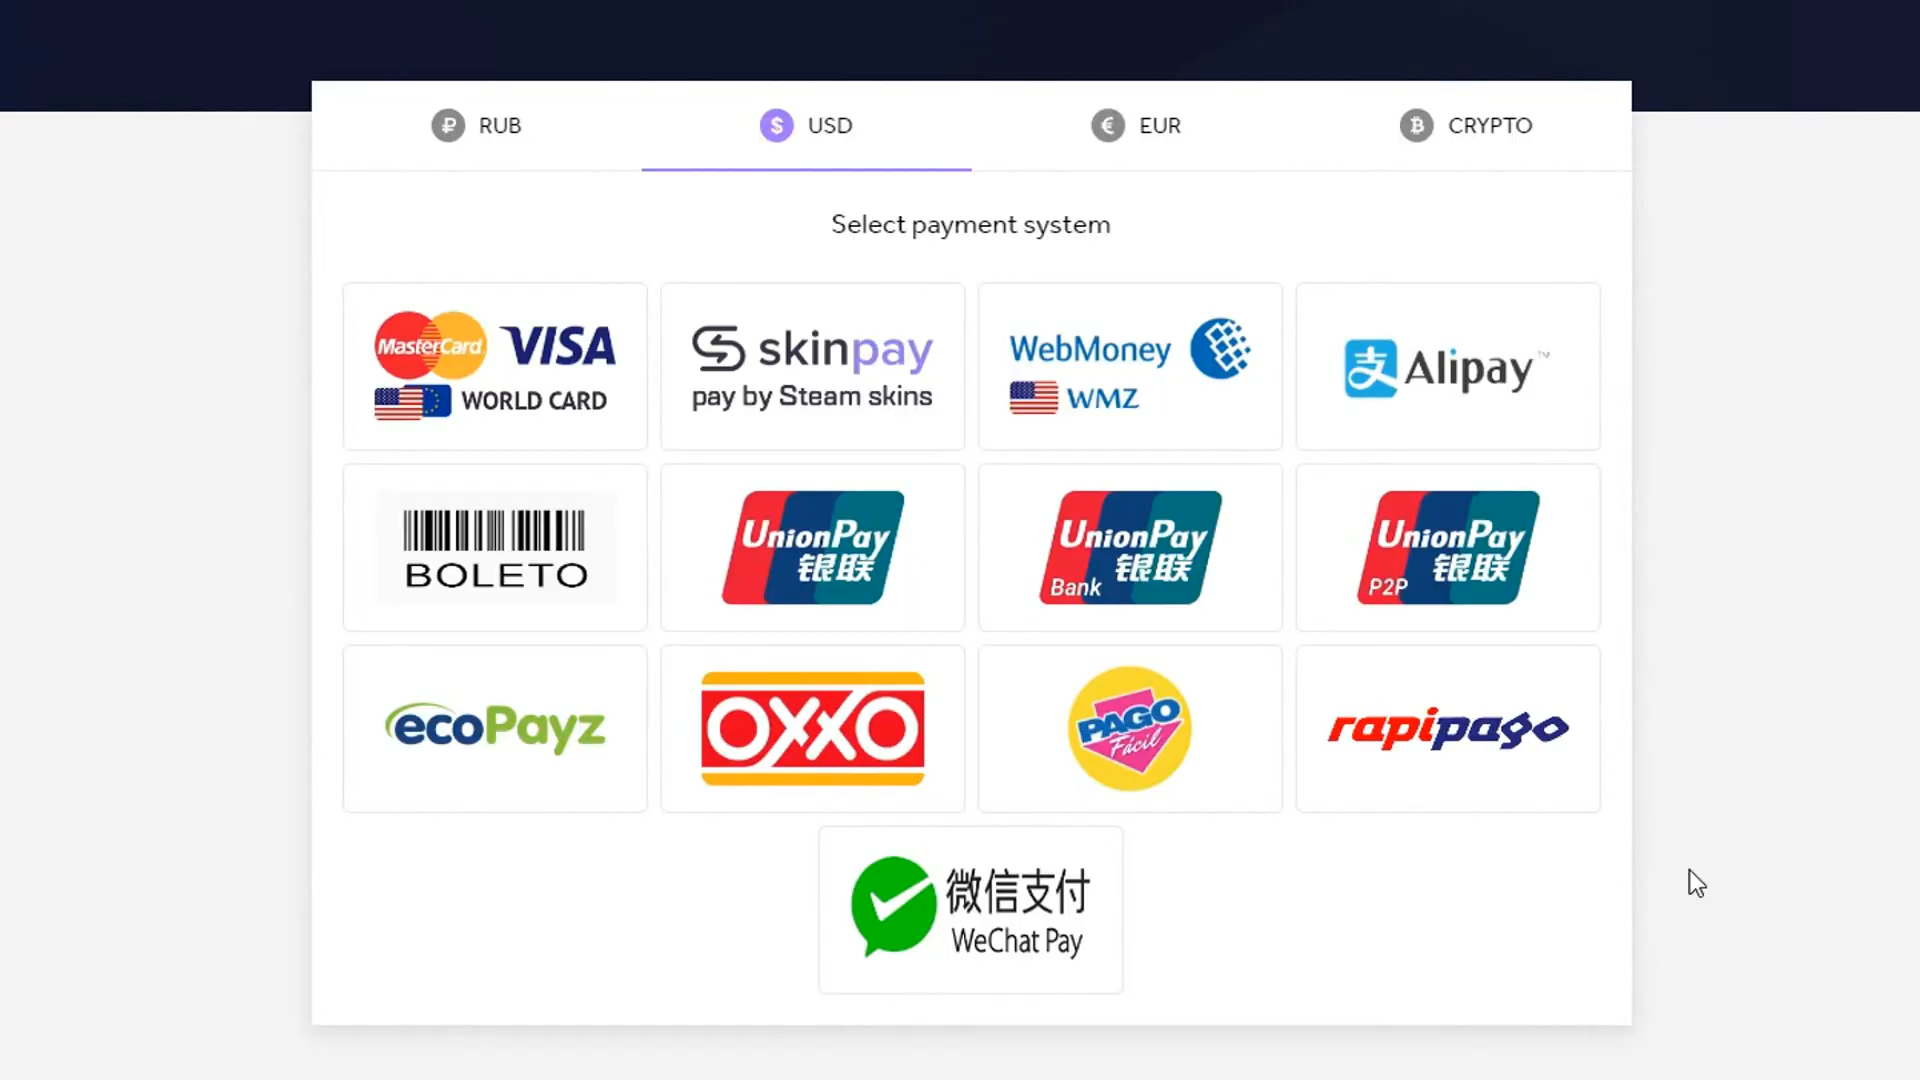 RUB
USD
EUR
CRYPTO
Select payment system
MasterCard VISA
WORLD CARD
skinpay
pay by Steam skins
WebMoney
WMZ
支 Alipay™
BOLETO
UnionPay
银联
UnionPay
银联
Bank
UnionPay
银联
P2P
ecoPayz
OXXO
PAGO
Fácil
rapipago
微信支付
WeChat Pay